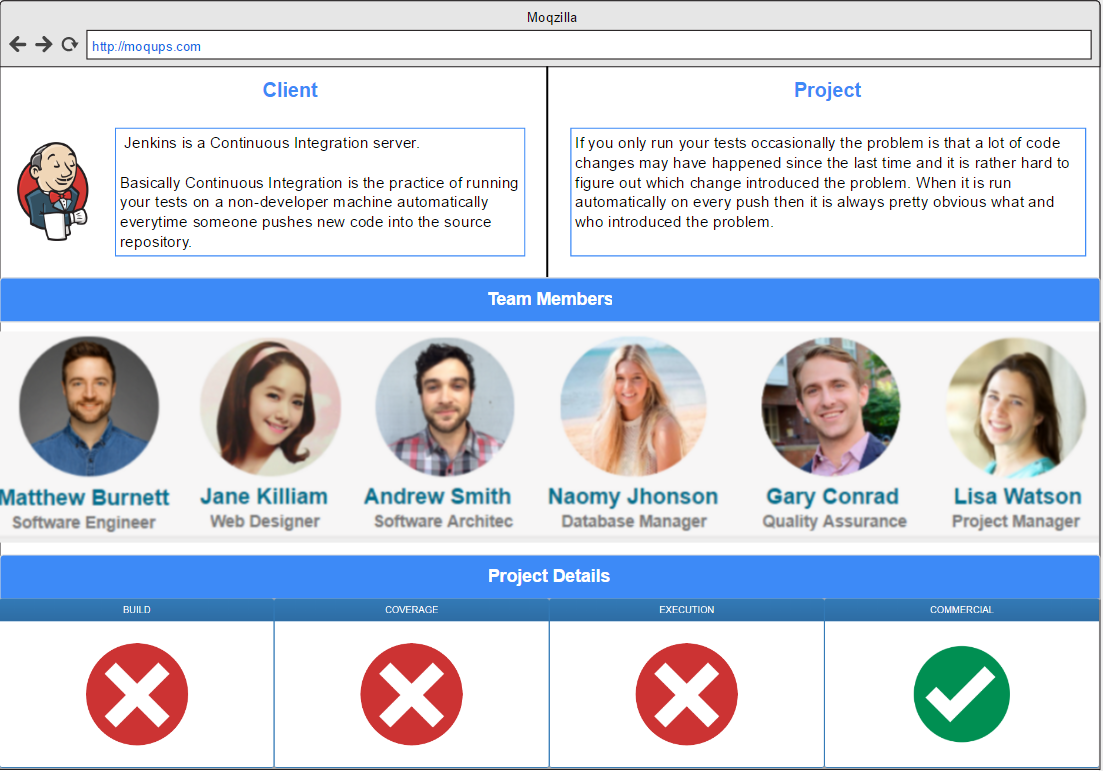 Moqzilla
http://moqups.com
Client
Project
Jenkins is a Continuous Integration server.
Basically Continuous Integration is the practice of running
your tests on a non-developer machine automatically
everytime someone pushes new code into the source
repository.
If you only run your tests occasionally the problem is that a lot of code
changes may have happened since the last time and it is rather hard to
figure out which change introduced the problem. When it is run
automatically on every push then it is always pretty obvious what and
who introduced the problem.
Team Members
Matthew Burnett
Software Engineer
Jane Killiam
Web Designer
Andrew Smith
Software Architec
Naomy Jhonson
Database Manager
Gary Conrad
Quality Assurance
Lisa Watson
Project Manager
Project Details
BUILD
COVERAGE
EXECUTION
COMMERCIAL